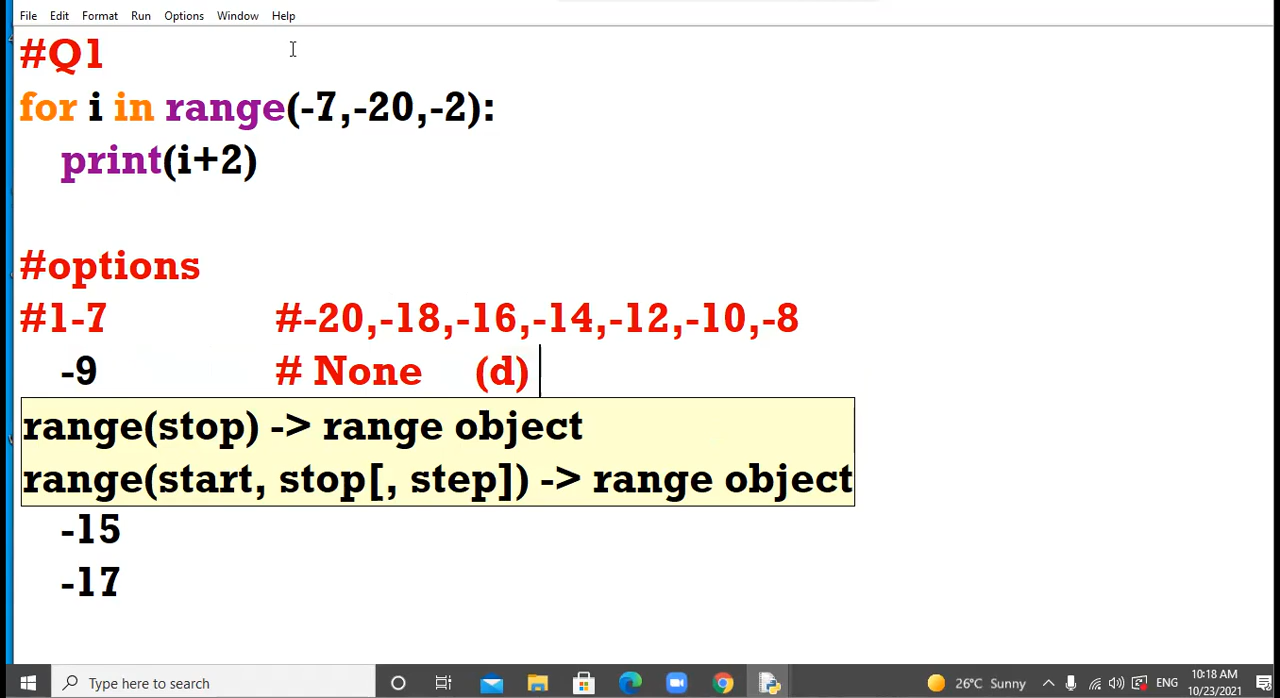 File Edit Format Run Options Window Help
#Q1
for i in range(-7,-20,-2):
print(i+2)
#options
#1-7 #-20,-18,-16,-14,-12,-10,-8
-9 # None (d)
range(stop) -> range object
range(start, stop[, step]) -> range object
-15
-17
Type here to search
26°C Sunny
ENG
10:18 AM
10/23/2021